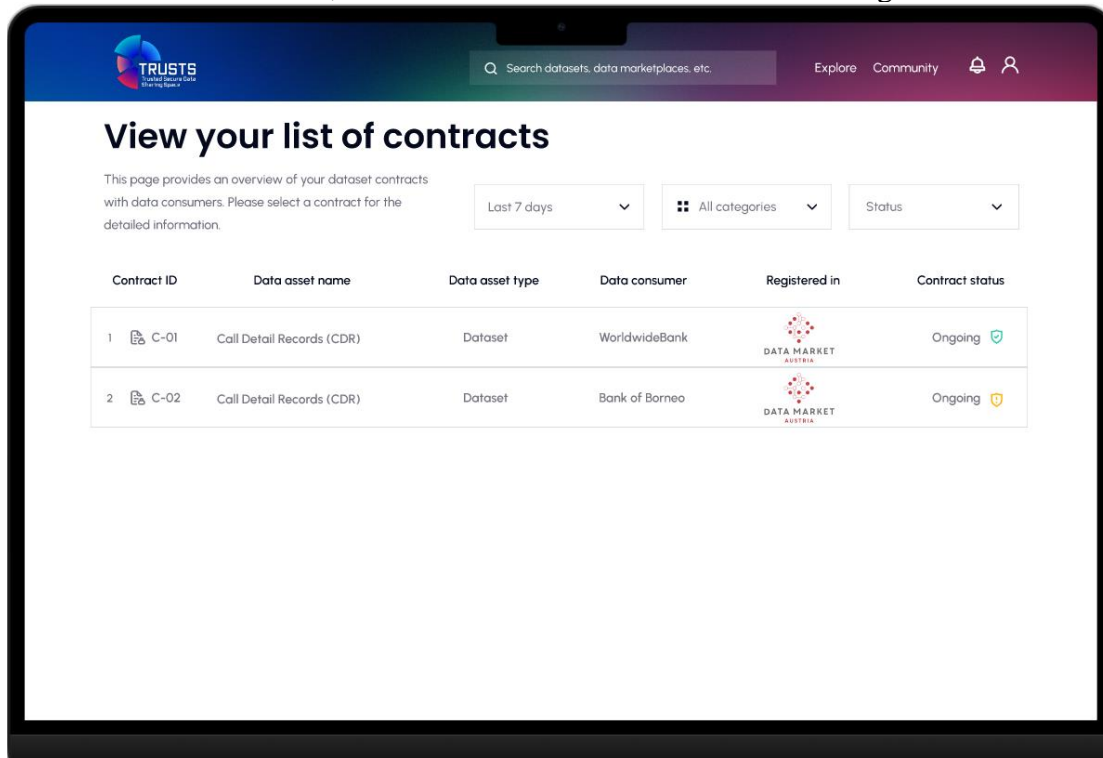 TRUSTS
Trusted Secure Data
Sharing Space
Search datasets, data marketplaces, etc.
Explore
Community
View your list of contracts
This page provides an overview of your dataset contracts
with data consumers. Please select a contract for the
detailed information.
Last 7 days
All categories
Status
Contract ID Data asset name Data asset type Data consumer Registered in Contract status
1 C-01 Call Detail Records (CDR) Dataset WorldwideBank DATA MARKET AUSTRIA Ongoing
2 C-02 Call Detail Records (CDR) Dataset Bank of Borneo DATA MARKET AUSTRIA Ongoing